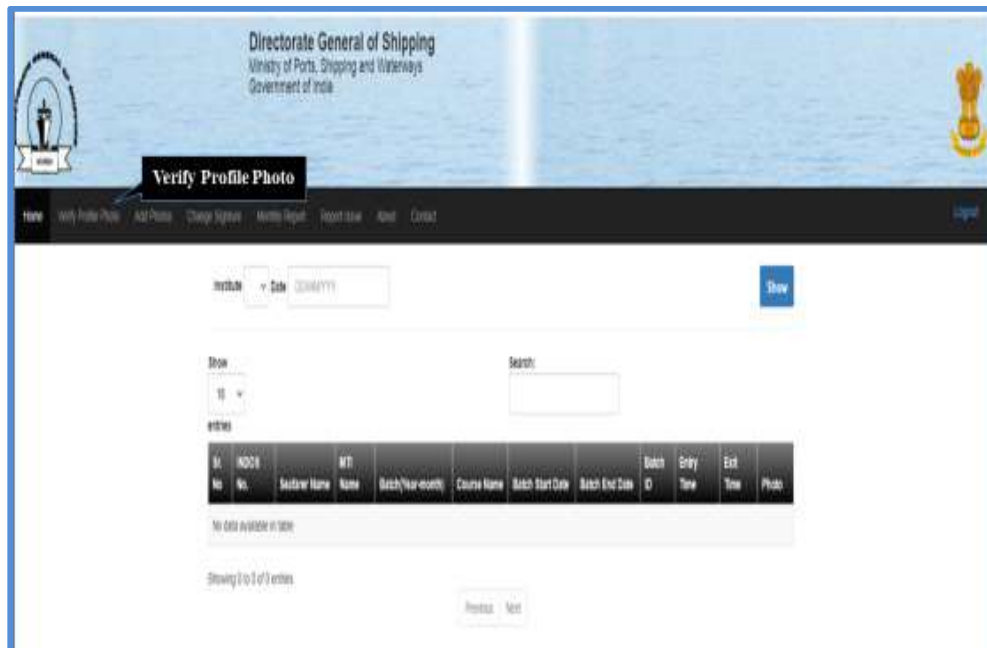 Directorate General of Shipping
Ministry of Ports, Shipping and Waterways
Government of India
Verify Profile Photo
Home Verify Profile Photo Add Photos Change Signature Monthly Report Report Issue About Contact Logout
Institute Date DD/MM/YYYY Show
Show Search:
10
entries
Sr. No INDOS No. Seafarer Name MTI Name Batch(Year-month) Course Name Batch Start Date Batch End Date Batch ID Entry Time Exit Time Photo
No data available in table
Showing 0 to 0 of 0 entries
Previous Next